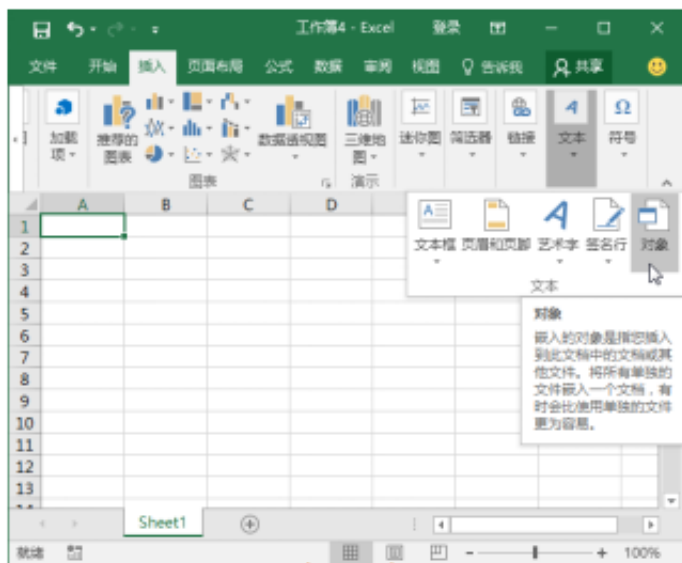 工作簿4 - Excel 登录
文件 开始 插入 页面布局 公式 数据 审阅 视图 告诉我 共享
加载项 推荐的图表 数据透视图 三维地图 迷你图 筛选器 链接 文本 符号
图表 演示
A B C D
文本框 页眉和页脚 艺术字 签名行 对象
文本
对象
嵌入的对象是指您插入
到此文档中的文档或其
他文件。将所有单独的
文件嵌入一个文档，有
时会比使用单独的文件
更为容易。
1
2
3
4
5
6
7
8
9
10
11
12
13
Sheet1
就绪 100%